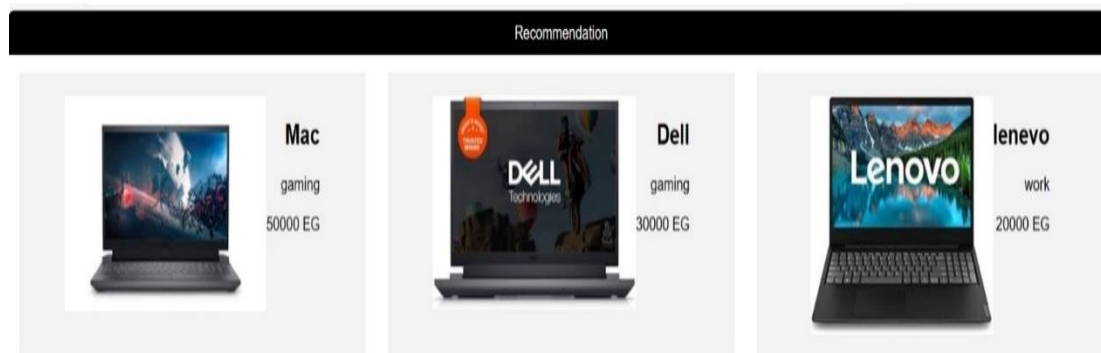 Recommendation
Mac
gaming
50000 EG
DELL
Technologies
Dell
gaming
30000 EG
Lenovo
lenevo
work
20000 EG